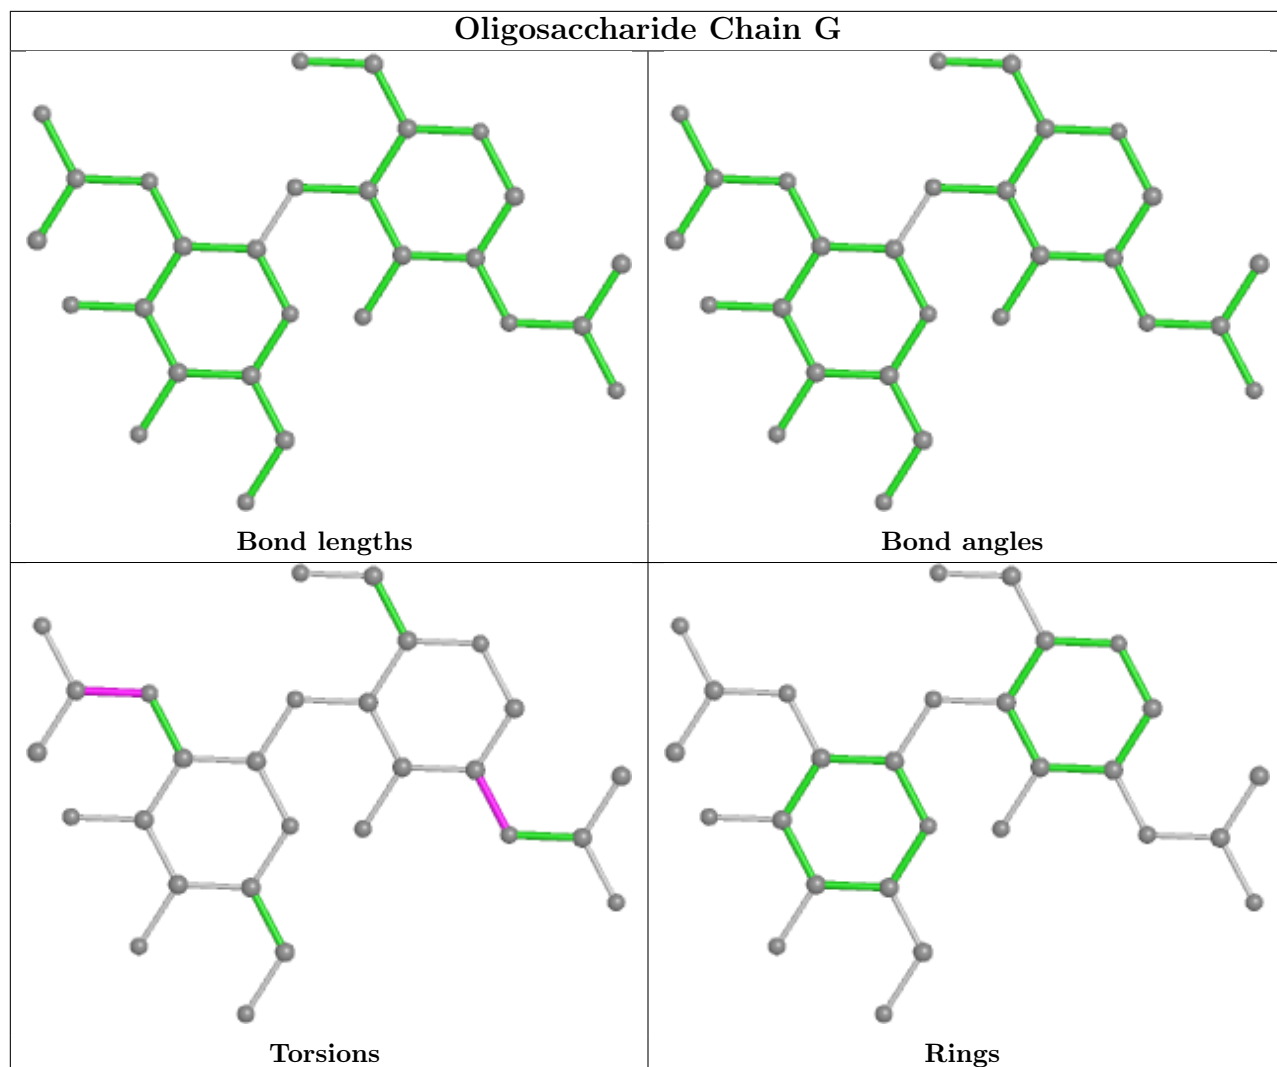 Oligosaccharide Chain G
Bond lengths
Bond angles
Torsions
Rings